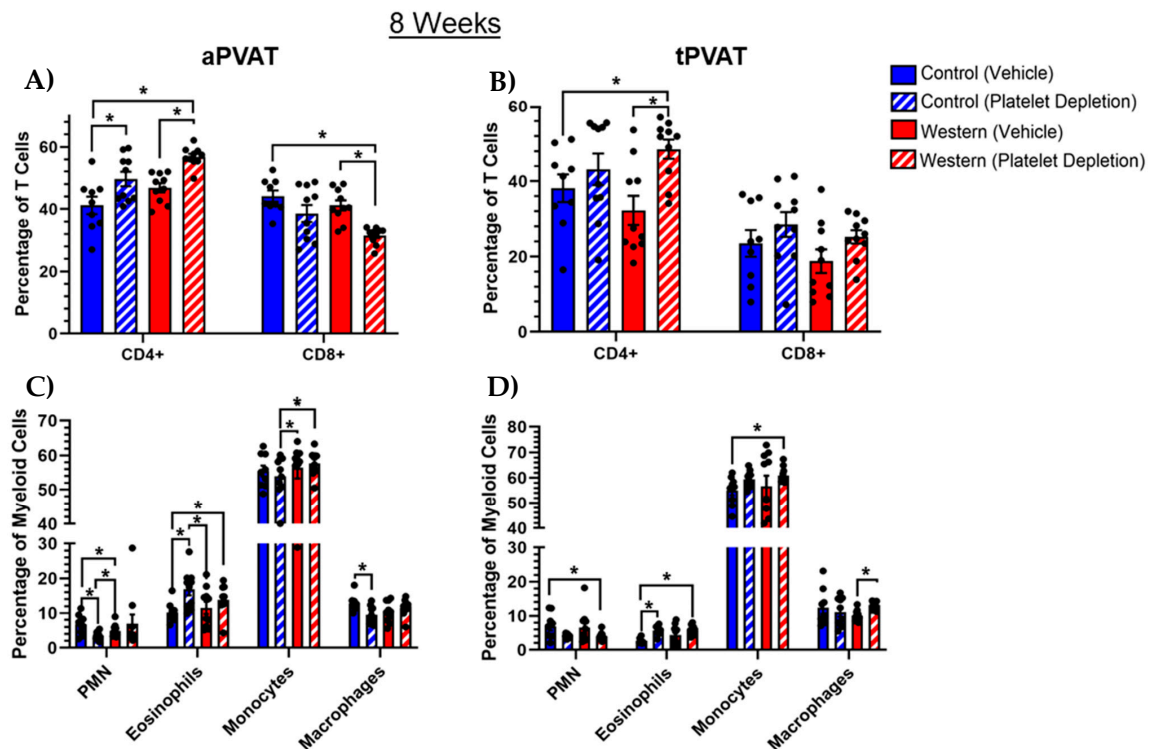 8 Weeks
aPVAT
tPVAT
Control (Vehicle)
Control (Platelet Depletion)
Western (Vehicle)
Western (Platelet Depletion)
A)
Percentage of T Cells
60
40
20
0
* * * * *
CD4+ CD8+
B)
Percentage of T Cells
60
40
20
0
* *
CD4+ CD8+
C)
Percentage of Myeloid Cells
70
60
50
40
30
20
10
0
* * * * * * * * *
PMN Eosinophils Monocytes Macrophages
D)
Percentage of Myeloid Cells
80
70
60
50
40
30
20
10
0
* * * * *
PMN Eosinophils Monocytes Macrophages